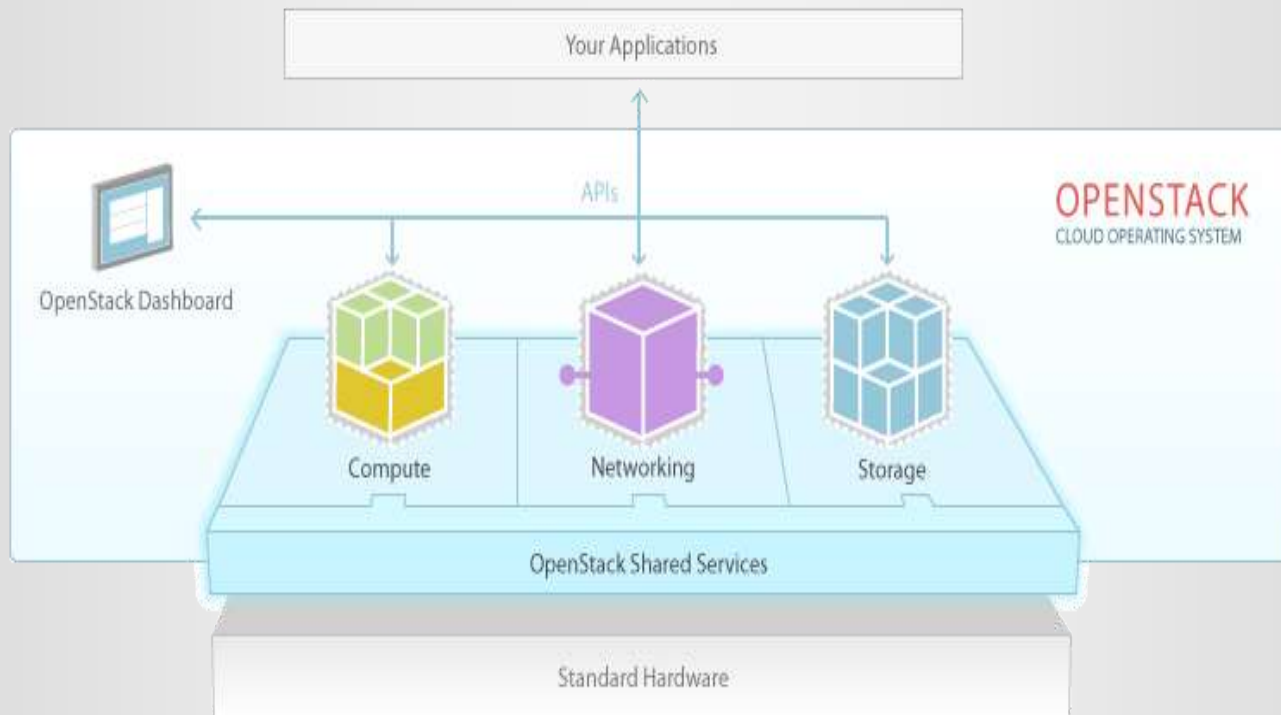 Your Applications
APIs
OPENSTACK
CLOUD OPERATING SYSTEM
OpenStack Dashboard
Compute
Networking
Storage
OpenStack Shared Services
Standard Hardware